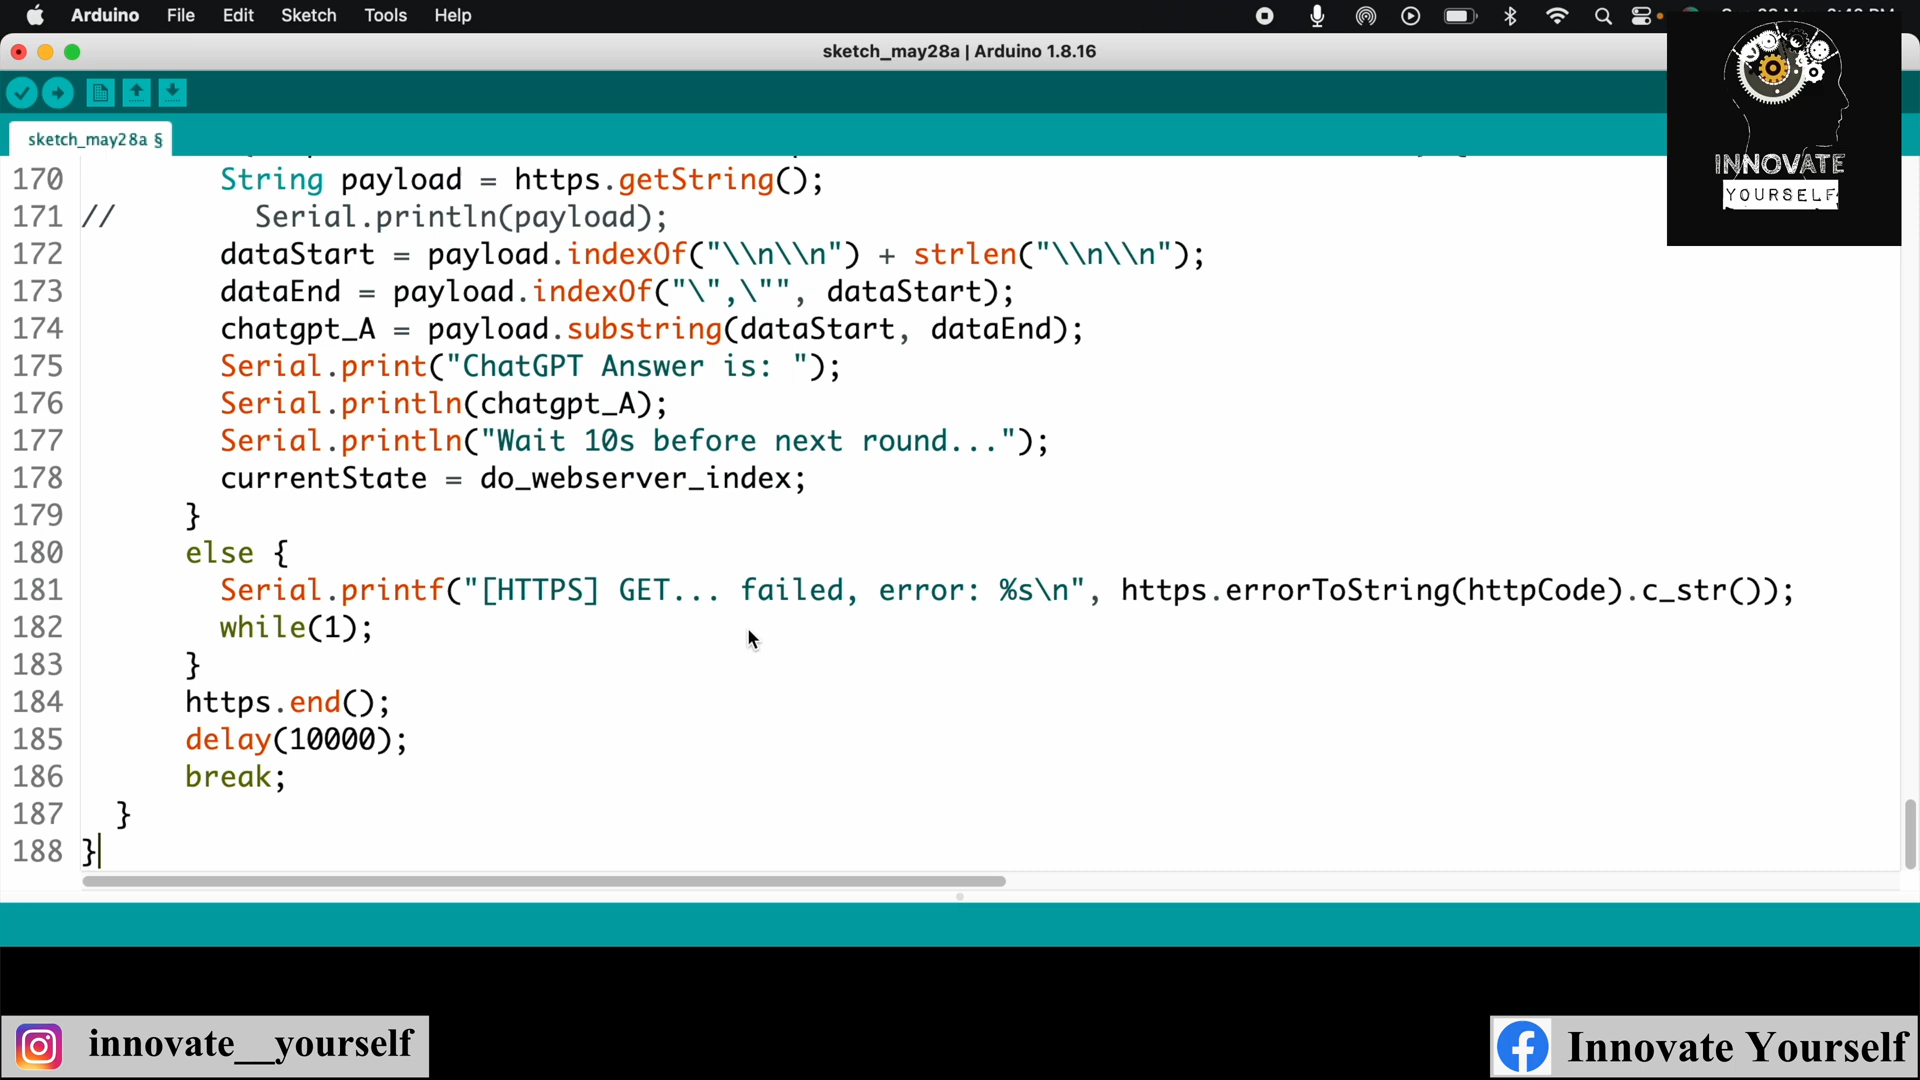 Arduino File Edit Sketch Tools Help
sketch_may28a | Arduino 1.8.16
INNOVATE
YOURSELF
sketch_may28a §
170 String payload = https.getString();
171 // Serial.println(payload);
172 dataStart = payload.indexOf("\\n\\n") + strlen("\\n\\n");
173 dataEnd = payload.indexOf("\",\"", dataStart);
174 chatgpt_A = payload.substring(dataStart, dataEnd);
175 Serial.print("ChatGPT Answer is: ");
176 Serial.println(chatgpt_A);
177 Serial.println("Wait 10s before next round...");
178 currentState = do_webserver_index;
179 }
180 else {
181 Serial.printf("[HTTPS] GET... failed, error: %s\n", https.errorToString(httpCode).c_str());
182 while(1);
183 }
184 https.end();
185 delay(10000);
186 break;
187 }
188 }
innovate__yourself
Innovate Yourself